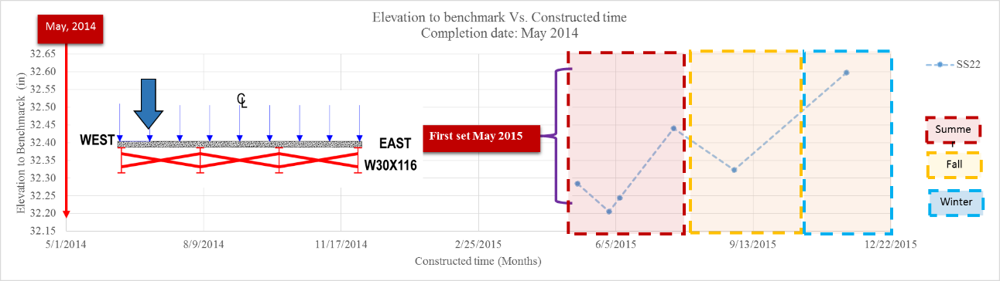 Elevation to benchmark Vs. Constructed time
Completion date: May 2014
May, 2014
32.65
32.60
32.55
32.50
32.45
32.40
32.35
32.30
32.25
32.20
32.15
Elevation to Benchmarck (in)
CL
WEST
EAST
W30X116
First set May 2015
SS22
Summe
r
Fall
Winter
5/1/2014
8/9/2014
11/17/2014
2/25/2015
6/5/2015
9/13/2015
12/22/2015
Constructed time (Months)